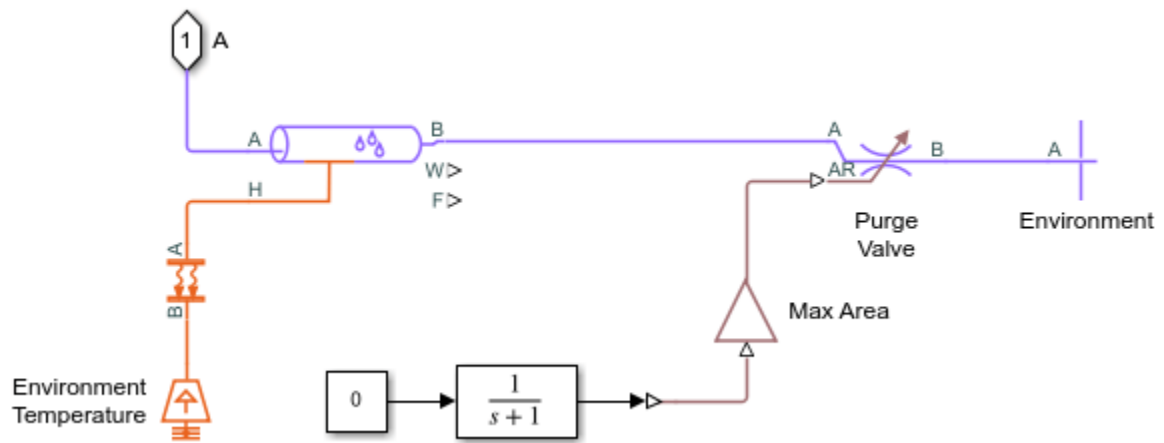 1 A
A
B
A
AR
B
A
W
F
H
Purge
Valve
Environment
A
B
Max Area
Environment
Temperature
0
1
s + 1